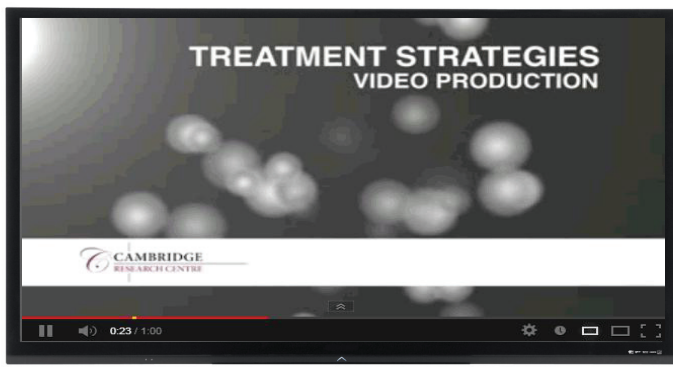 TREATMENT STRATEGIES
VIDEO PRODUCTION
CAMBRIDGE
RESEARCH CENTRE
0:23 / 1:00